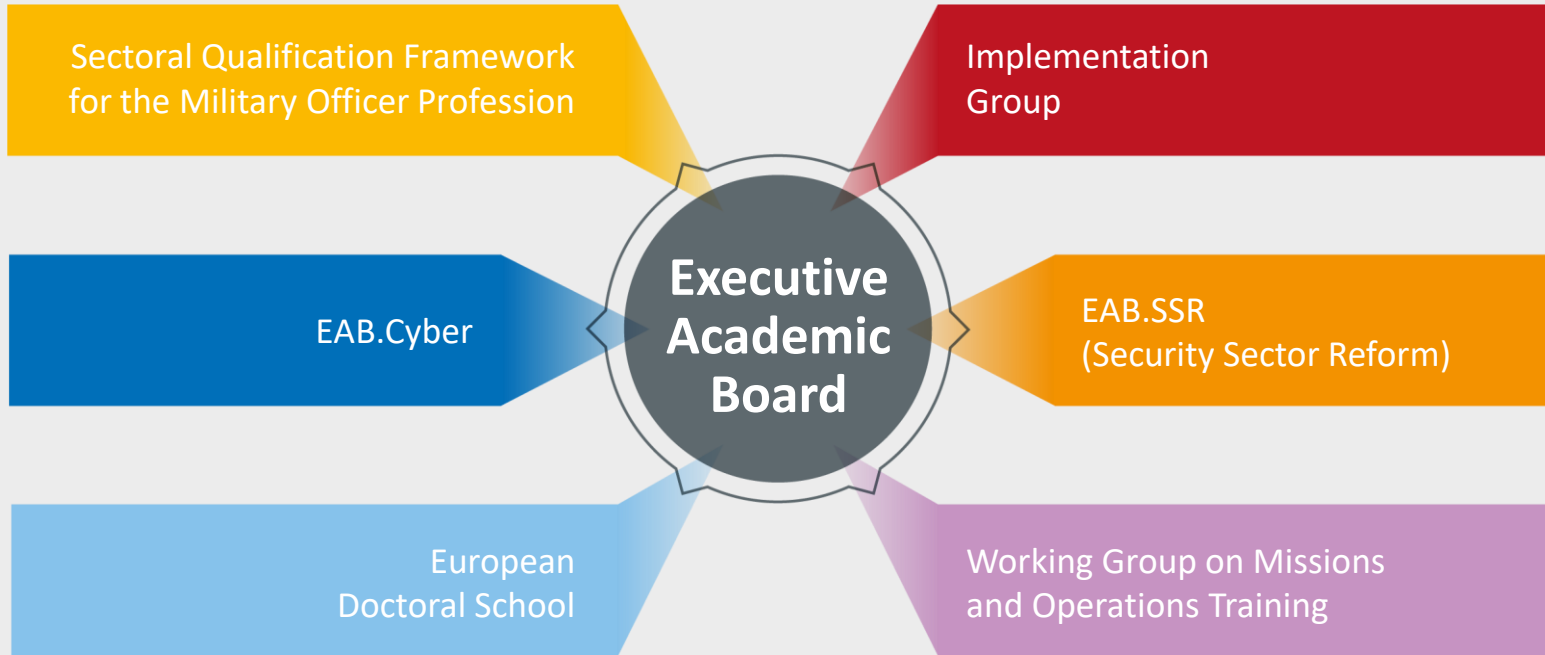 Sectoral Qualification Framework
for the Military Officer Profession
Implementation
Group
EAB.Cyber
Executive
Academic
Board
EAB.SSR
(Security Sector Reform)
European
Doctoral School
Working Group on Missions
and Operations Training